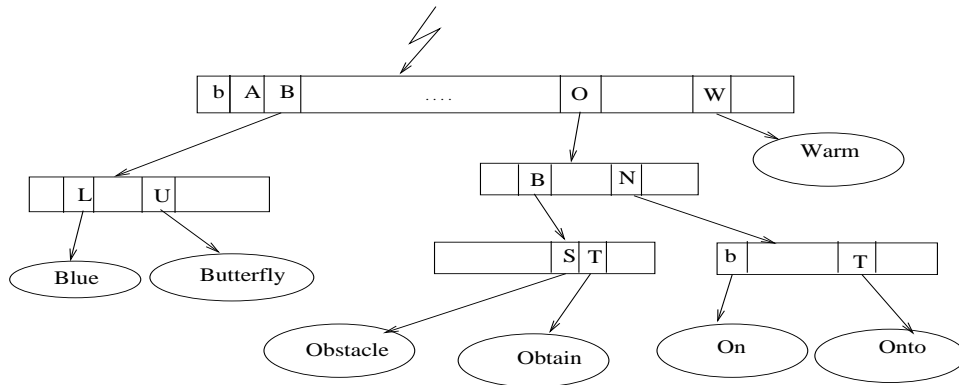 b A B .... O W
Warm
B N
L U
S T
b T
Blue
Butterfly
Obstacle
Obtain
On
Onto